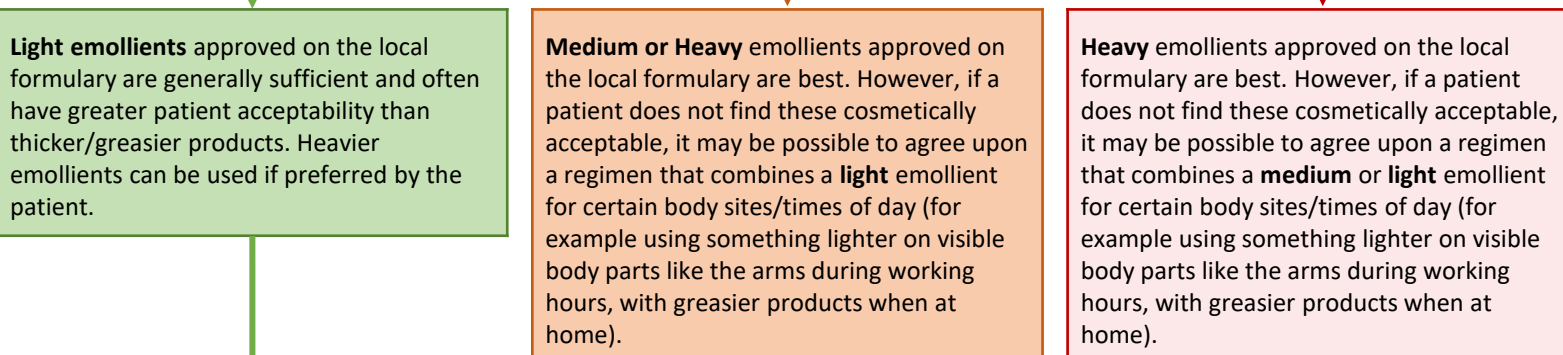 Light emollients approved on the local
formulary are generally sufficient and often
have greater patient acceptability than
thicker/greasier products. Heavier
emollients can be used if preferred by the
patient.
Medium or Heavy emollients approved on
the local formulary are best. However, if a
patient does not find these cosmetically
acceptable, it may be possible to agree upon
a regimen that combines a light emollient
for certain body sites/times of day (for
example using something lighter on visible
body parts like the arms during working
hours, with greasier products when at
home).
Heavy emollients approved on the local
formulary are best. However, if a patient
does not find these cosmetically acceptable,
it may be possible to agree upon a regimen
that combines a medium or light emollient
for certain body sites/times of day (for
example using something lighter on visible
body parts like the arms during working
hours, with greasier products when at
home).